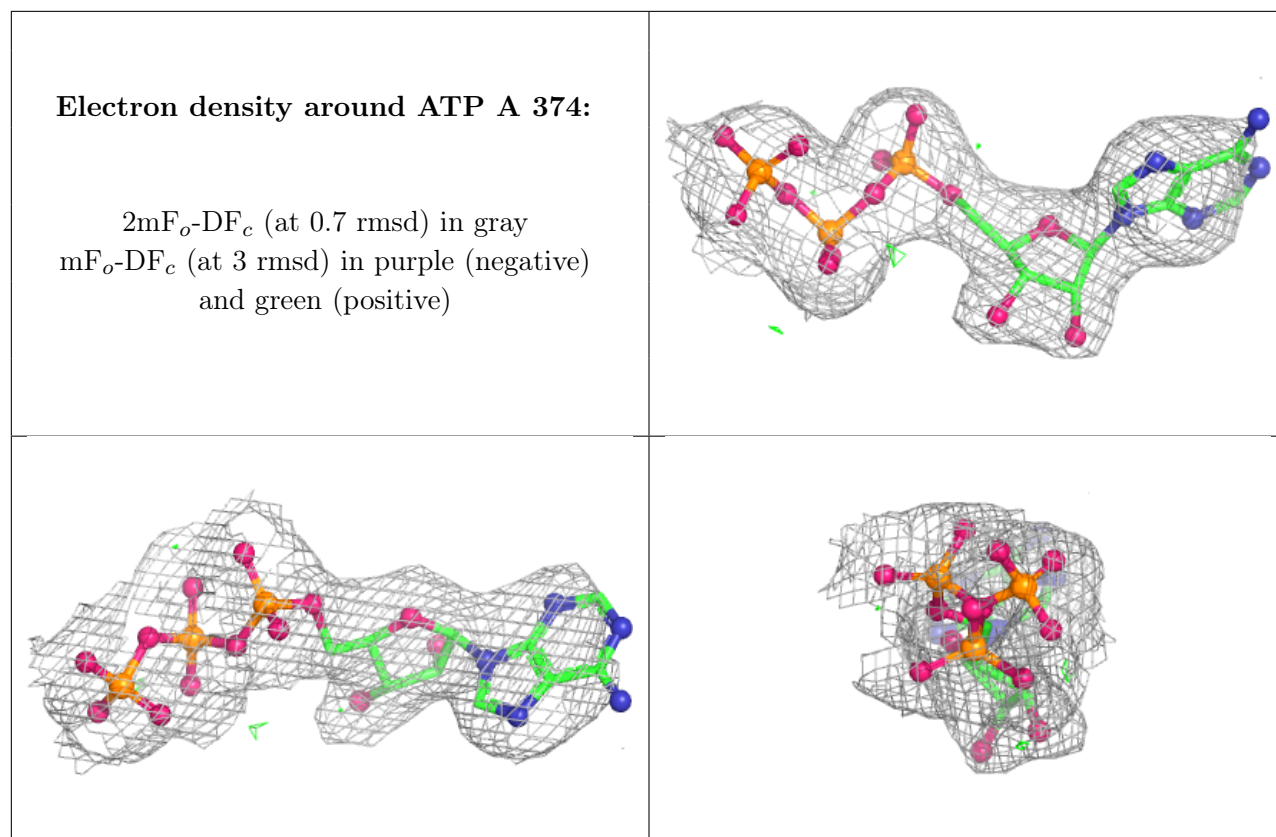 Electron density around ATP A 374:
2mFₒ-DF𝒸 (at 0.7 rmsd) in gray
mFₒ-DF𝒸 (at 3 rmsd) in purple (negative)
and green (positive)